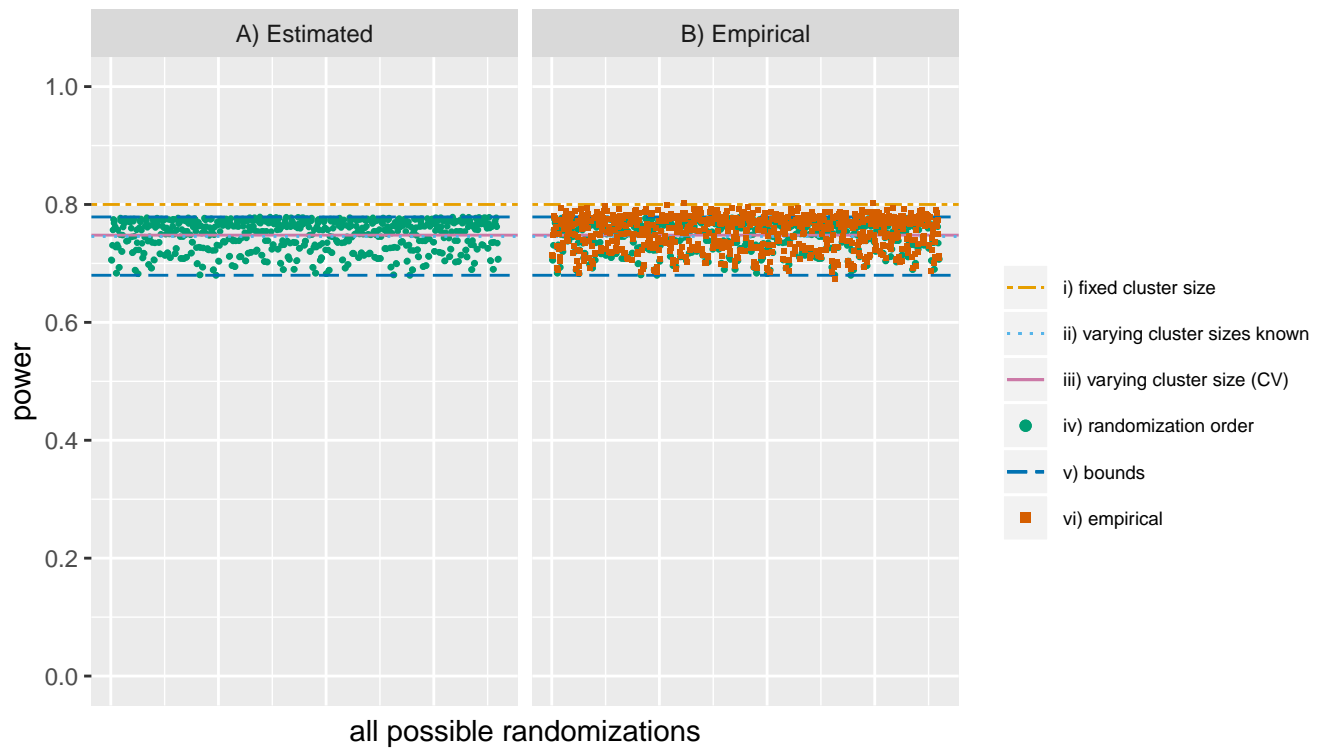 A) Estimated
B) Empirical
1.0
0.8
0.6
0.4
0.2
0.0
power
all possible randomizations
i) fixed cluster size
ii) varying cluster sizes known
iii) varying cluster size (CV)
iv) randomization order
v) bounds
vi) empirical